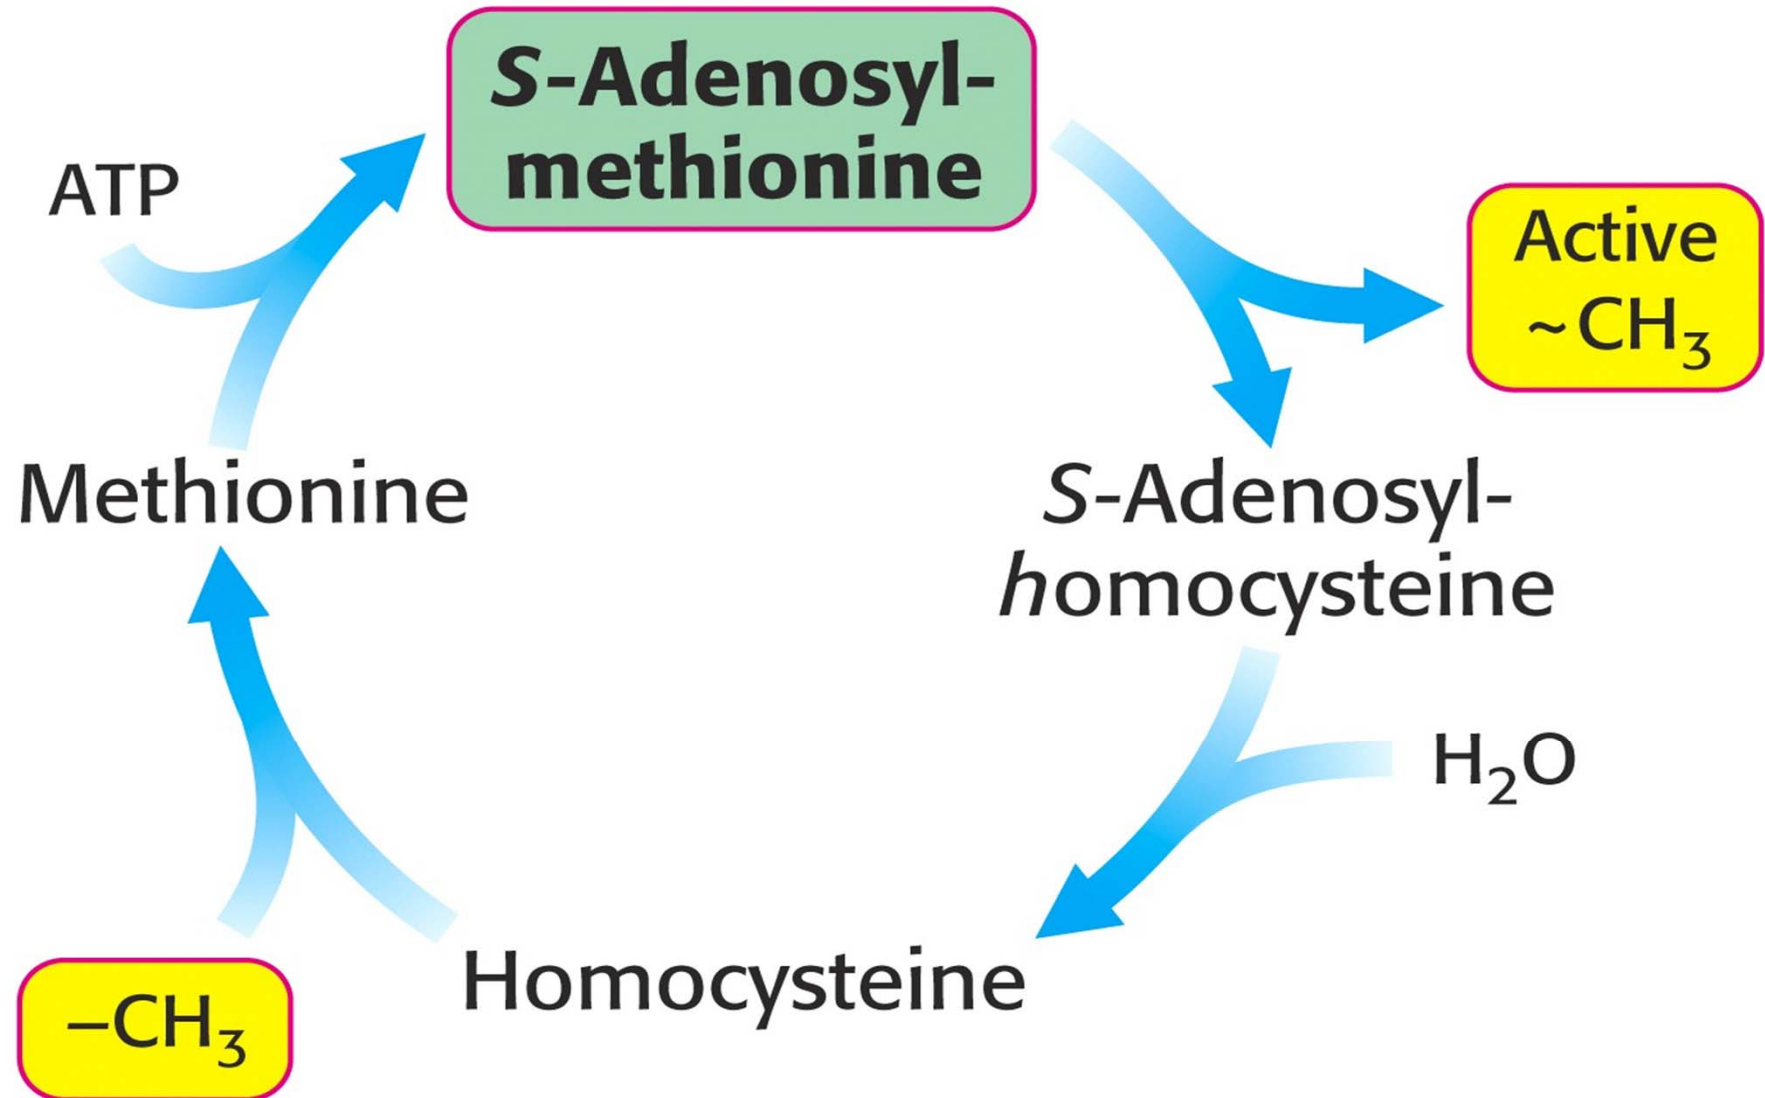 S-Adenosyl-
methionine
ATP
Active
~CH₃
Methionine
S-Adenosyl-
homocysteine
H₂O
Homocysteine
–CH₃